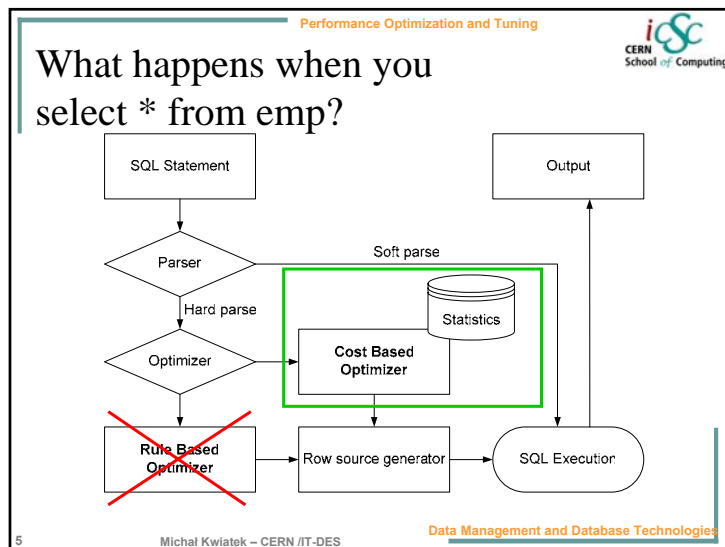 Performance Optimization and Tuning
iCSC
CERN
School of Computing
What happens when you
select * from emp?
SQL Statement
Output
Parser
Soft parse
Hard parse
Statistics
Optimizer
Cost Based
Optimizer
Rule Based
Optimizer
Row source generator
SQL Execution
5
Michał Kwiatek – CERN /IT-DES
Data Management and Database Technologies